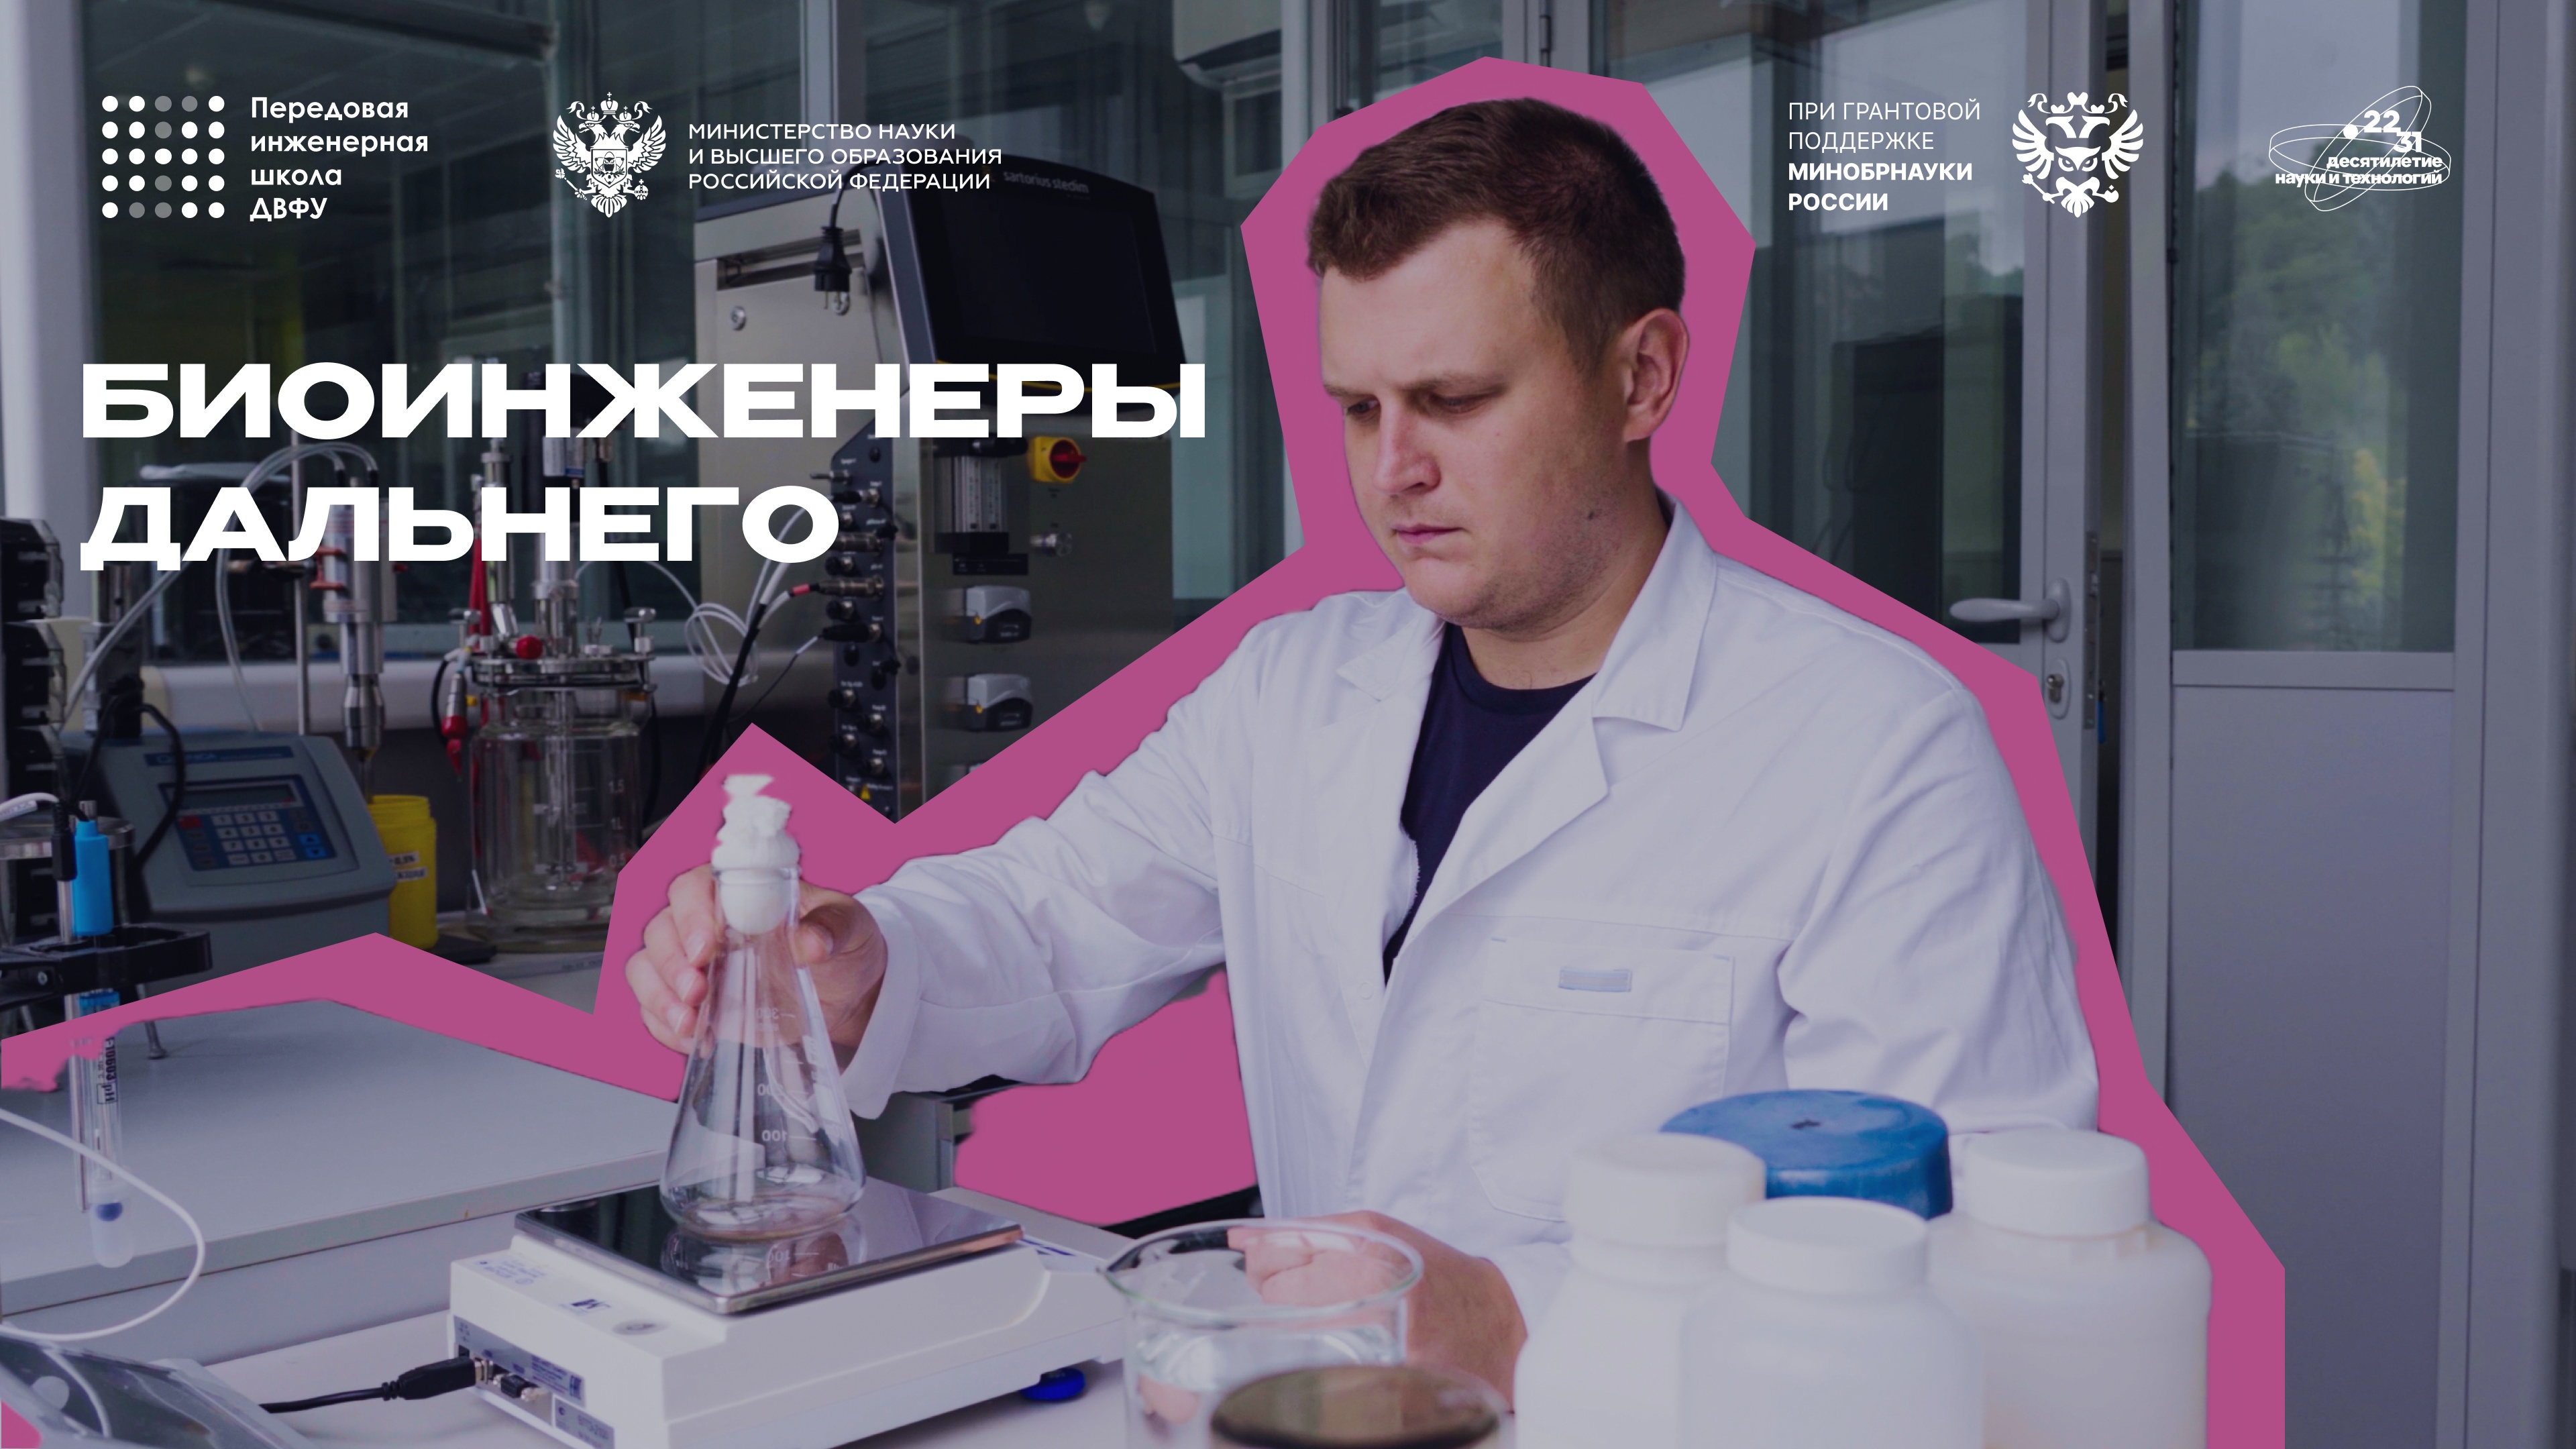 Передовая
инженерная
школа
ДВФУ
МИНИСТЕРСТВО НАУКИ
И ВЫСШЕГО ОБРАЗОВАНИЯ
РОССИЙСКОЙ ФЕДЕРАЦИИ
ПРИ ГРАНТОВОЙ
ПОДДЕРЖКЕ
МИНОБРНАУКИ
РОССИИ
22
31
десятилетие
науки и технологий
sartorius stedim
БИОИНЖЕНЕРЫ
ДАЛЬНЕГО
100